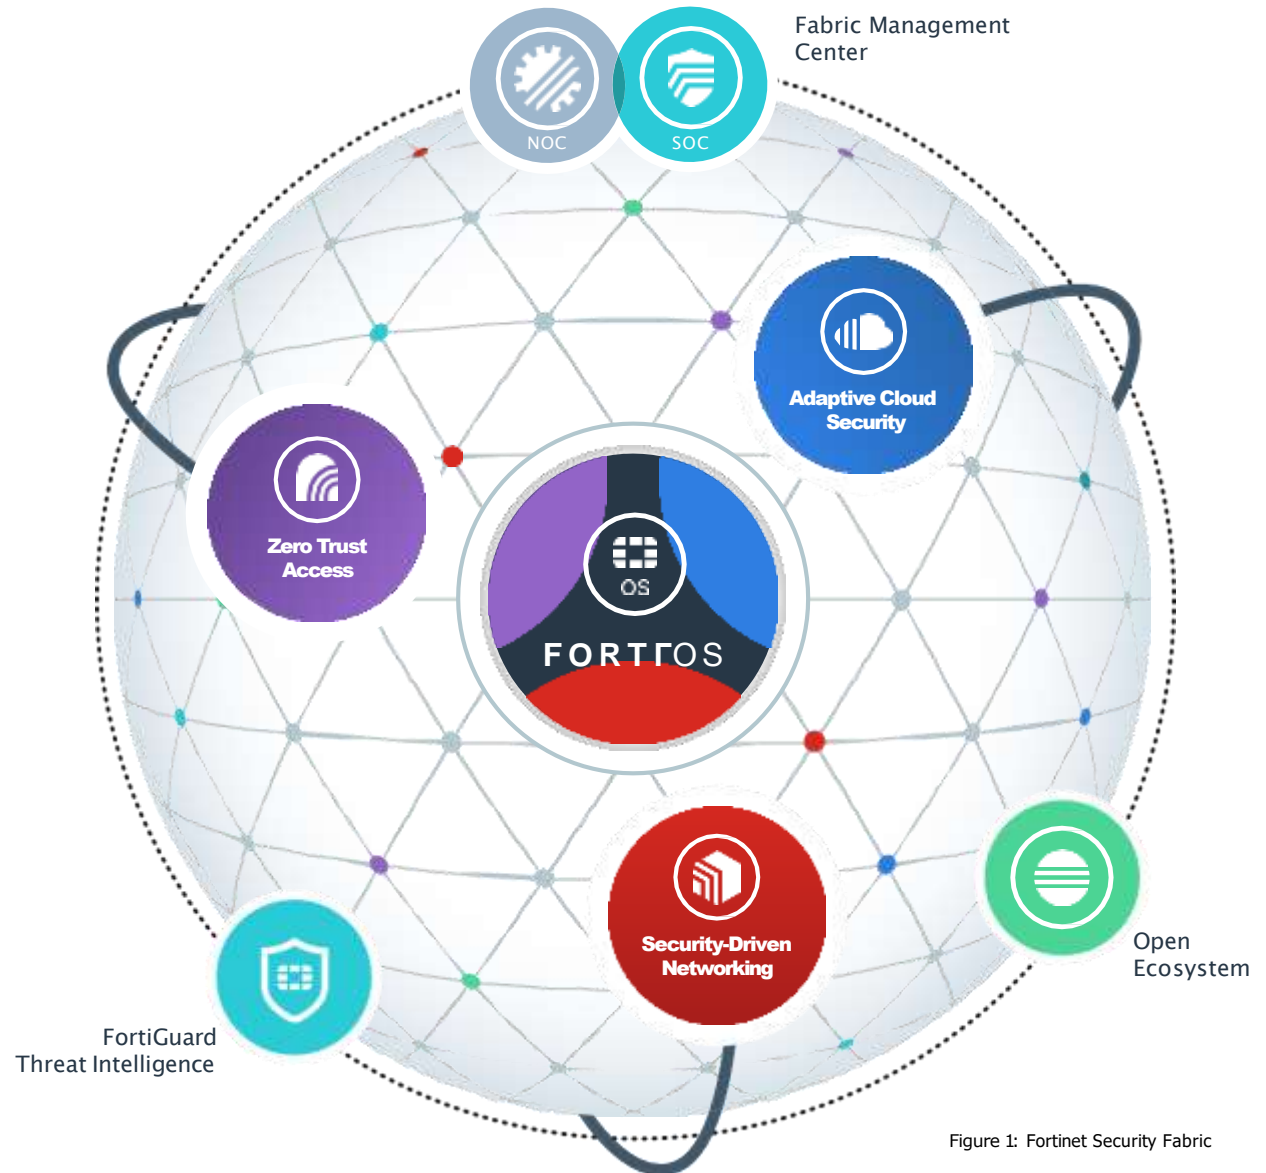 Fabric Management
Center
NOC
SOC
Adaptive Cloud
Security
Zero Trust
Access
OS
FORTIOS
Security-Driven
Networking
Open
Ecosystem
FortiGuard
Threat Intelligence
Figure 1: Fortinet Security Fabric